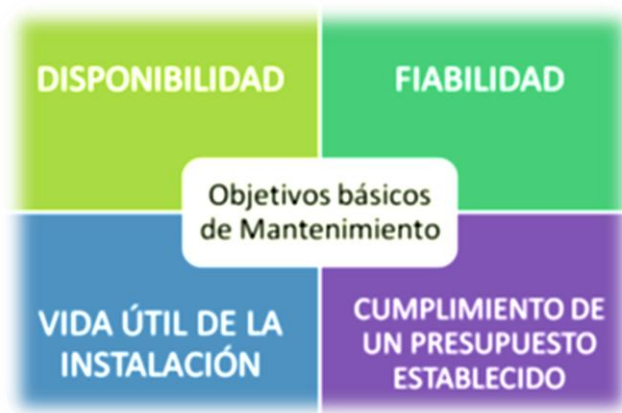 DISPONIBILIDAD
FIABILIDAD
Objetivos básicos
de Mantenimiento
VIDA ÚTIL DE LA
INSTALACIÓN
CUMPLIMIENTO DE
UN PRESUPUESTO
ESTABLECIDO